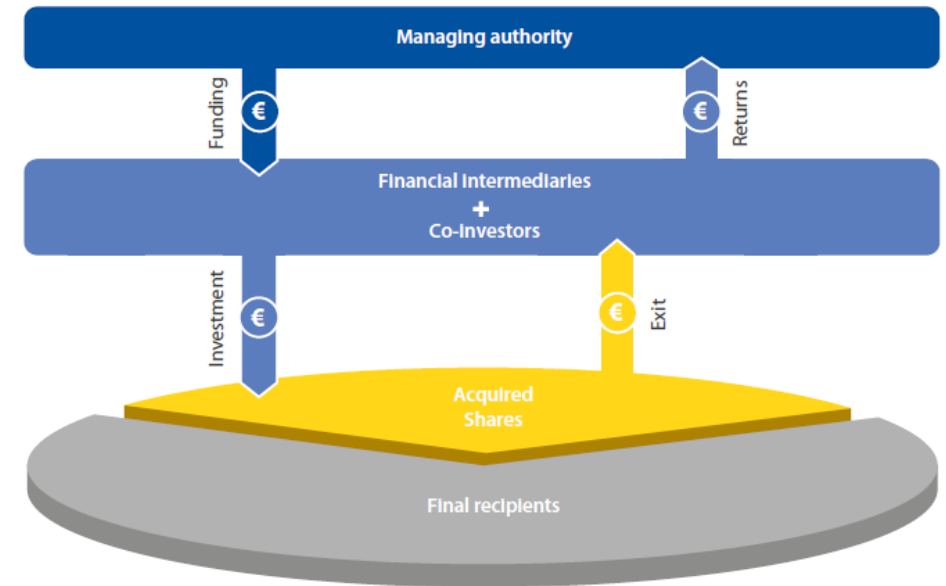 Managing authority
Funding
€
€
Returns
Financial intermediaries
+
Co-investors
Investment
€
€
Exit
Acquired
Shares
Final recipients